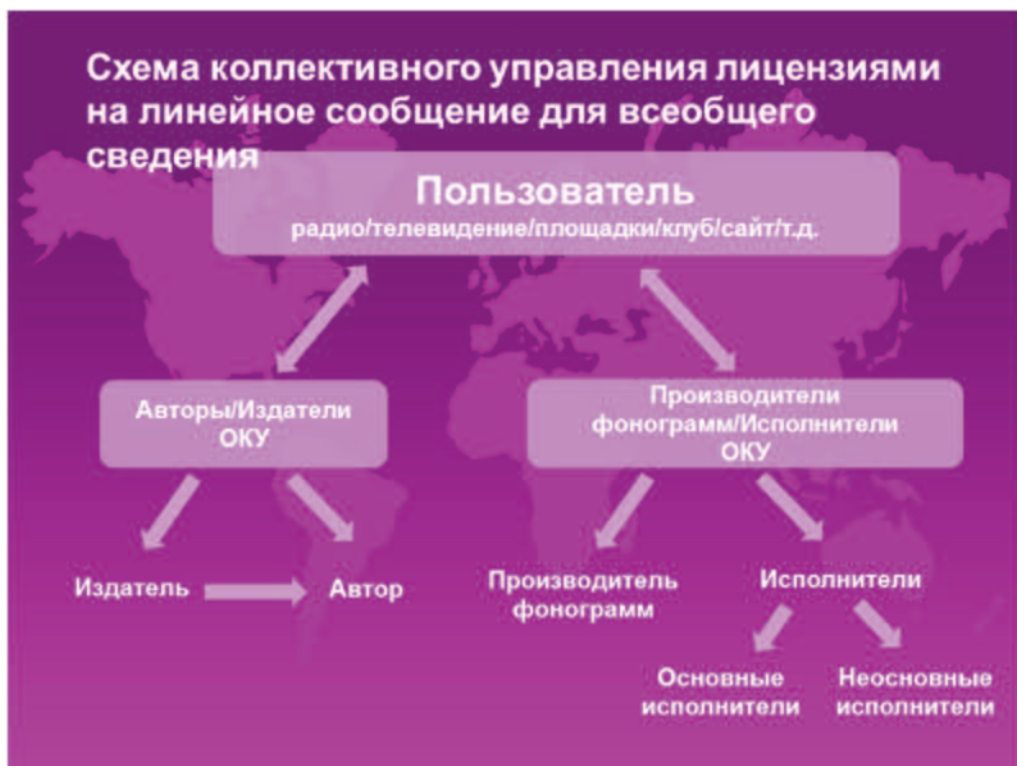 Схема коллективного управления лицензиями
на линейное сообщение для всеобщего
сведения
Пользователь
радио/телевидение/площадки/клуб/сайт/т.д.
Авторы/Издатели
ОКУ
Производители
фонограмм/Исполнители
ОКУ
Издатель
Автор
Производитель
фонограмм
Исполнители
Основные
исполнители
Неосновные
исполнители